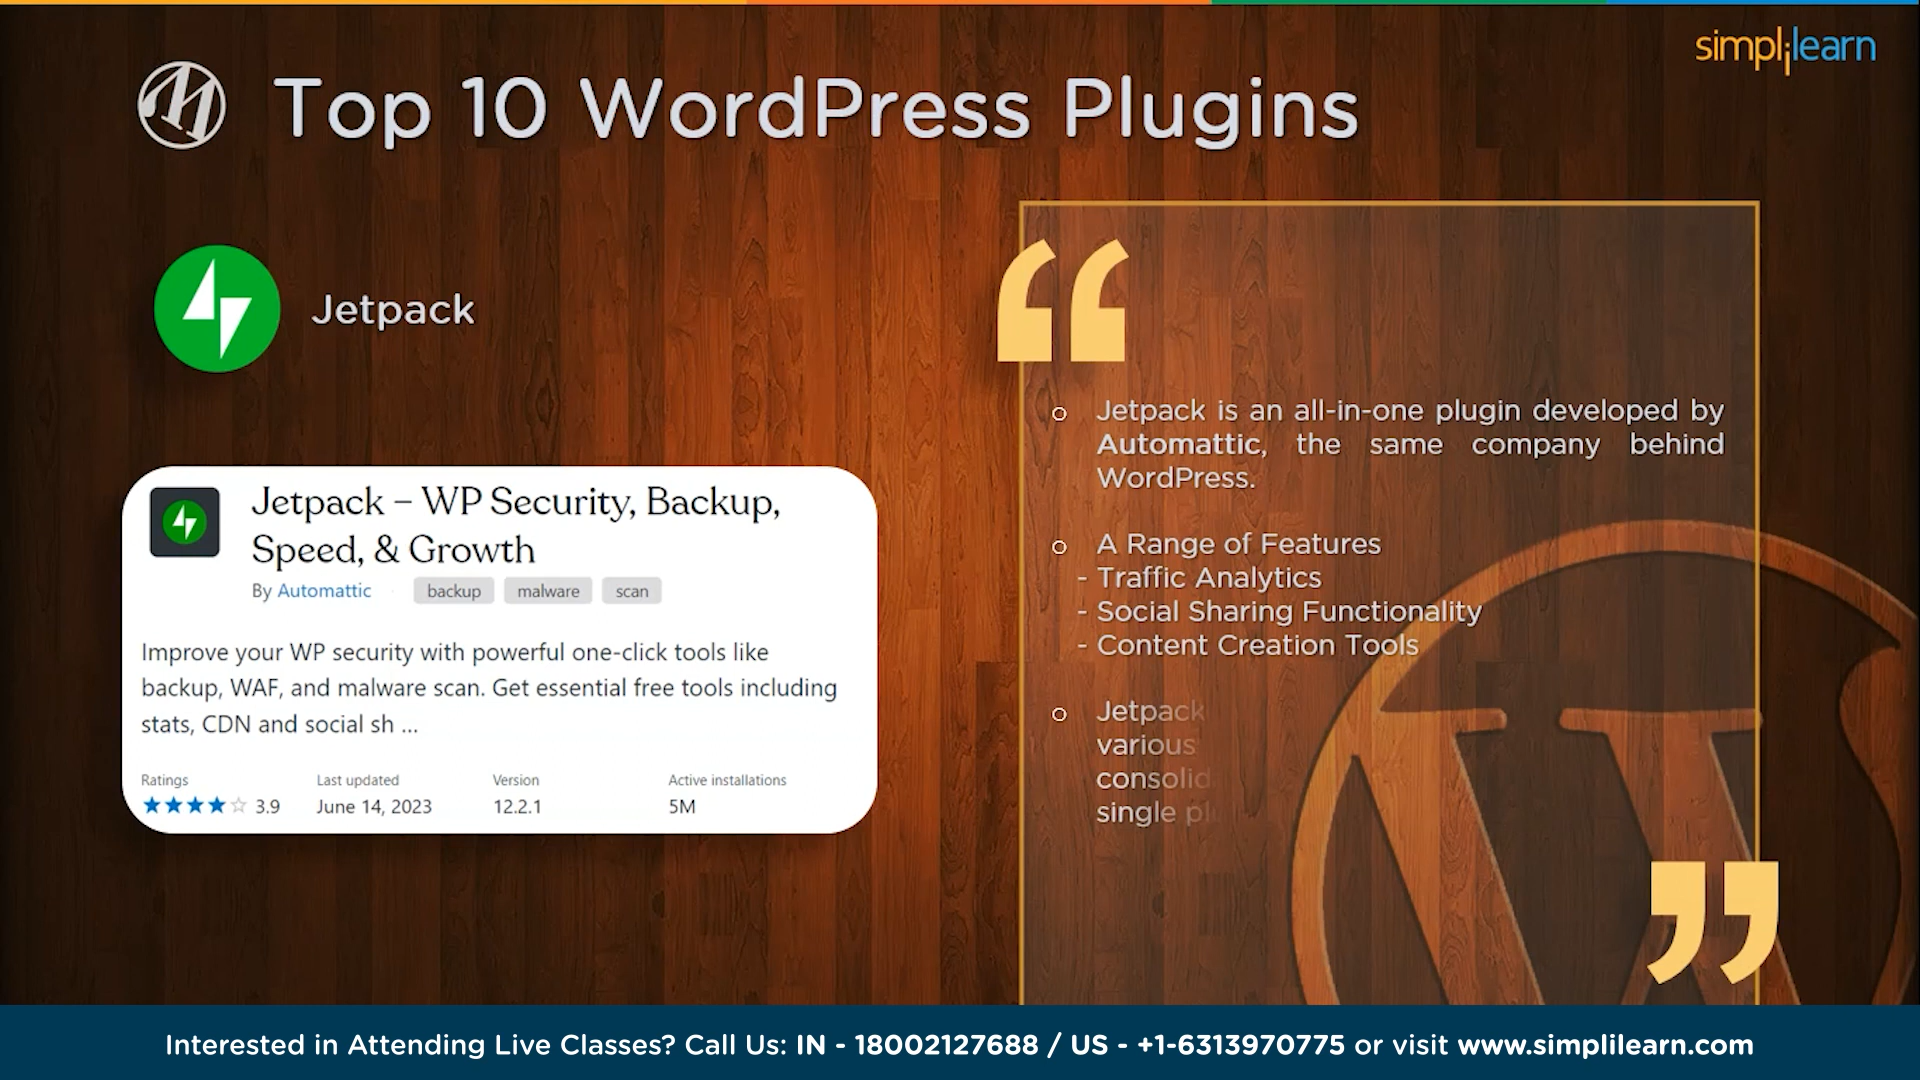 simplilearn
Top 10 WordPress Plugins
Jetpack
Jetpack – WP Security, Backup,
Speed, & Growth
By Automattic
backup
malware
scan
Improve your WP security with powerful one-click tools like
backup, WAF, and malware scan. Get essential free tools including
stats, CDN and social sh ...
Ratings
Last updated
Version
Active installations
3.9
June 14, 2023
12.2.1
5M
“
Jetpack is an all-in-one plugin developed by
Automattic, the same company behind
WordPress.
A Range of Features
- Traffic Analytics
- Social Sharing Functionality
- Content Creation Tools
Jetpack
various
single
”
Interested in Attending Live Classes? Call Us: IN - 18002127688 / US - +1-6313970775 or visit www.simplilearn.com